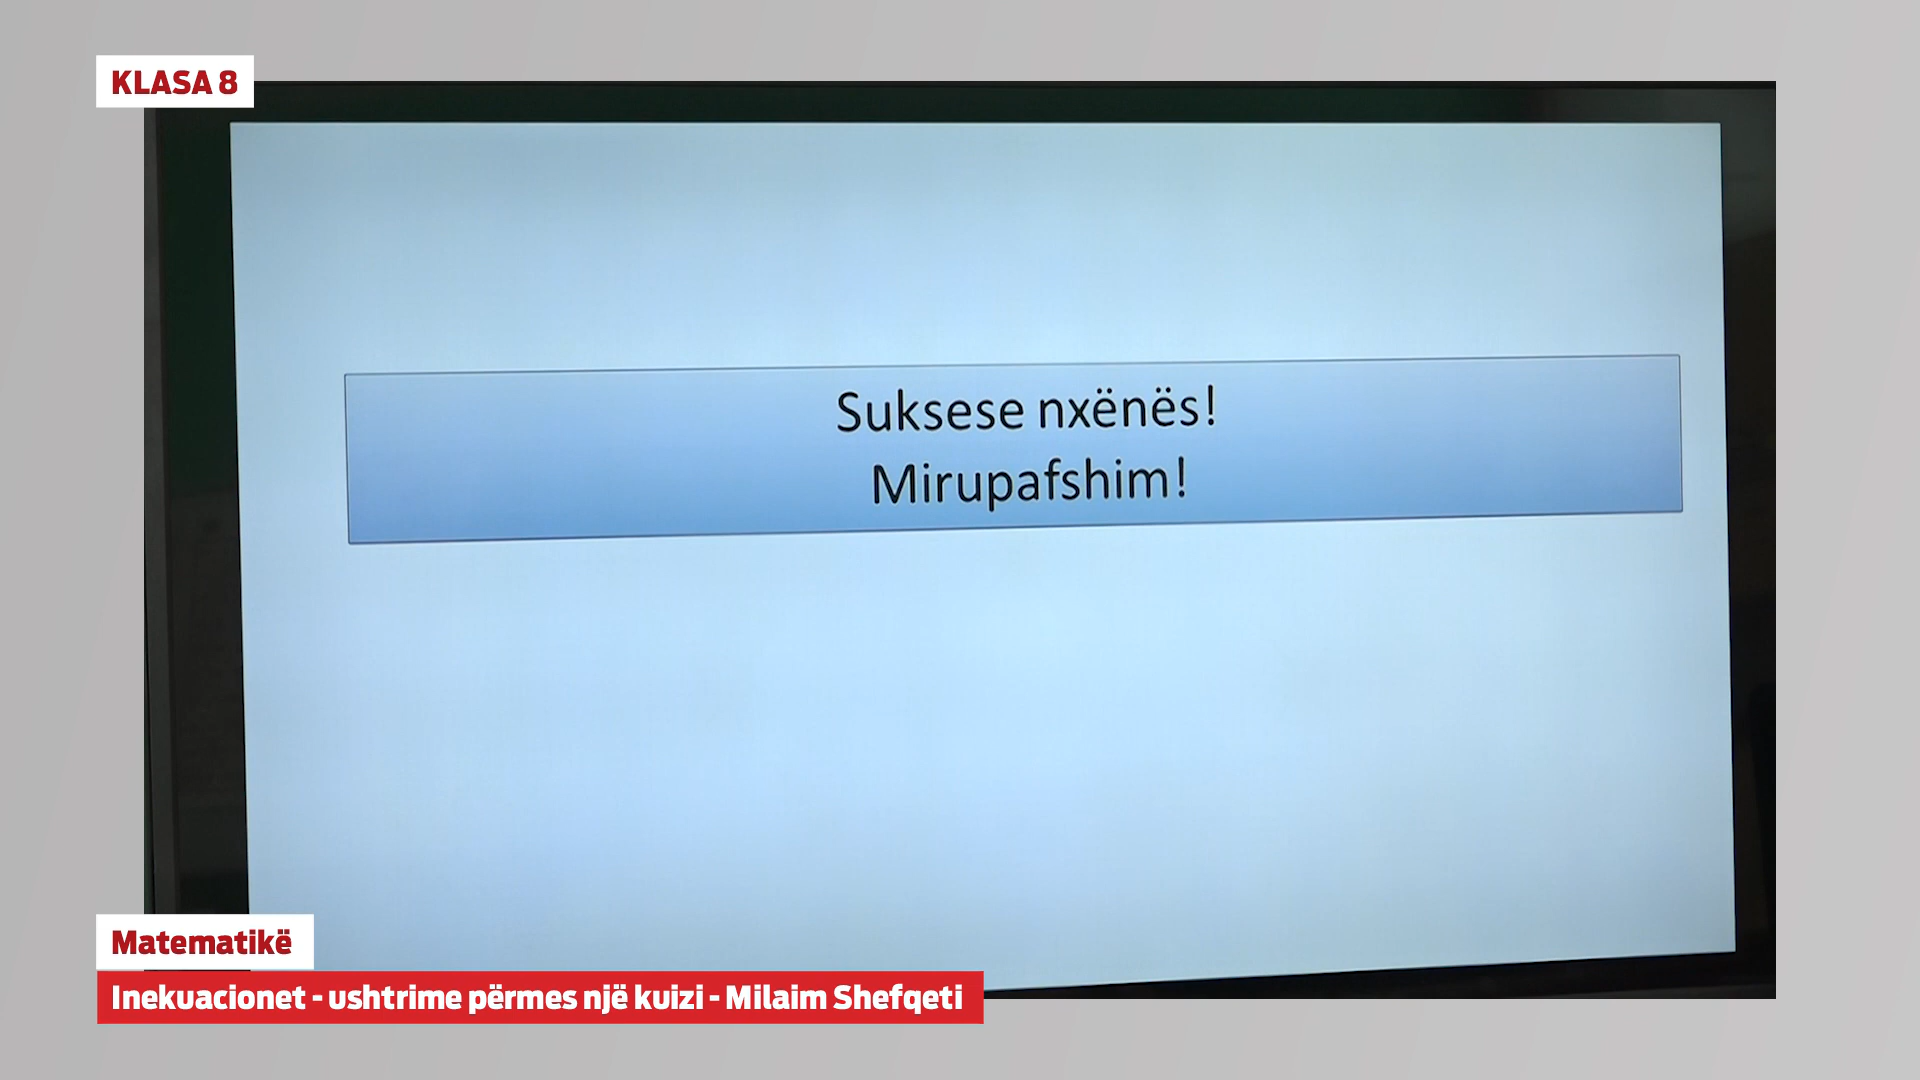 KLASA 8
Suksese nxënës!
Mirupafshim!
Matematikë
Inekuacionet - ushtrime përmes një kuizi - Milaim Shefqeti